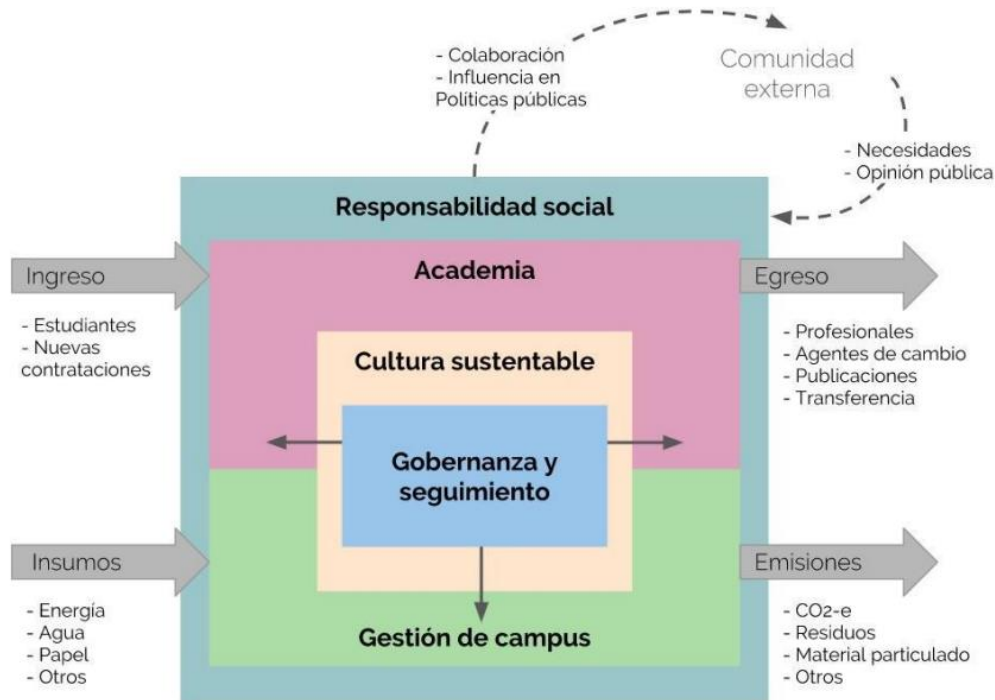 - Colaboración
- Influencia en
Políticas públicas
Comunidad
externa
- Necesidades
- Opinión pública
Responsabilidad social
Ingreso
- Estudiantes
- Nuevas
contrataciones
Academia
Egreso
- Profesionales
- Agentes de cambio
- Publicaciones
- Transferencia
Cultura sustentable
Gobernanza y
seguimiento
Insumos
- Energía
- Agua
- Papel
- Otros
Gestión de campus
Emisiones
- CO2-e
- Residuos
- Material particulado
- Otros